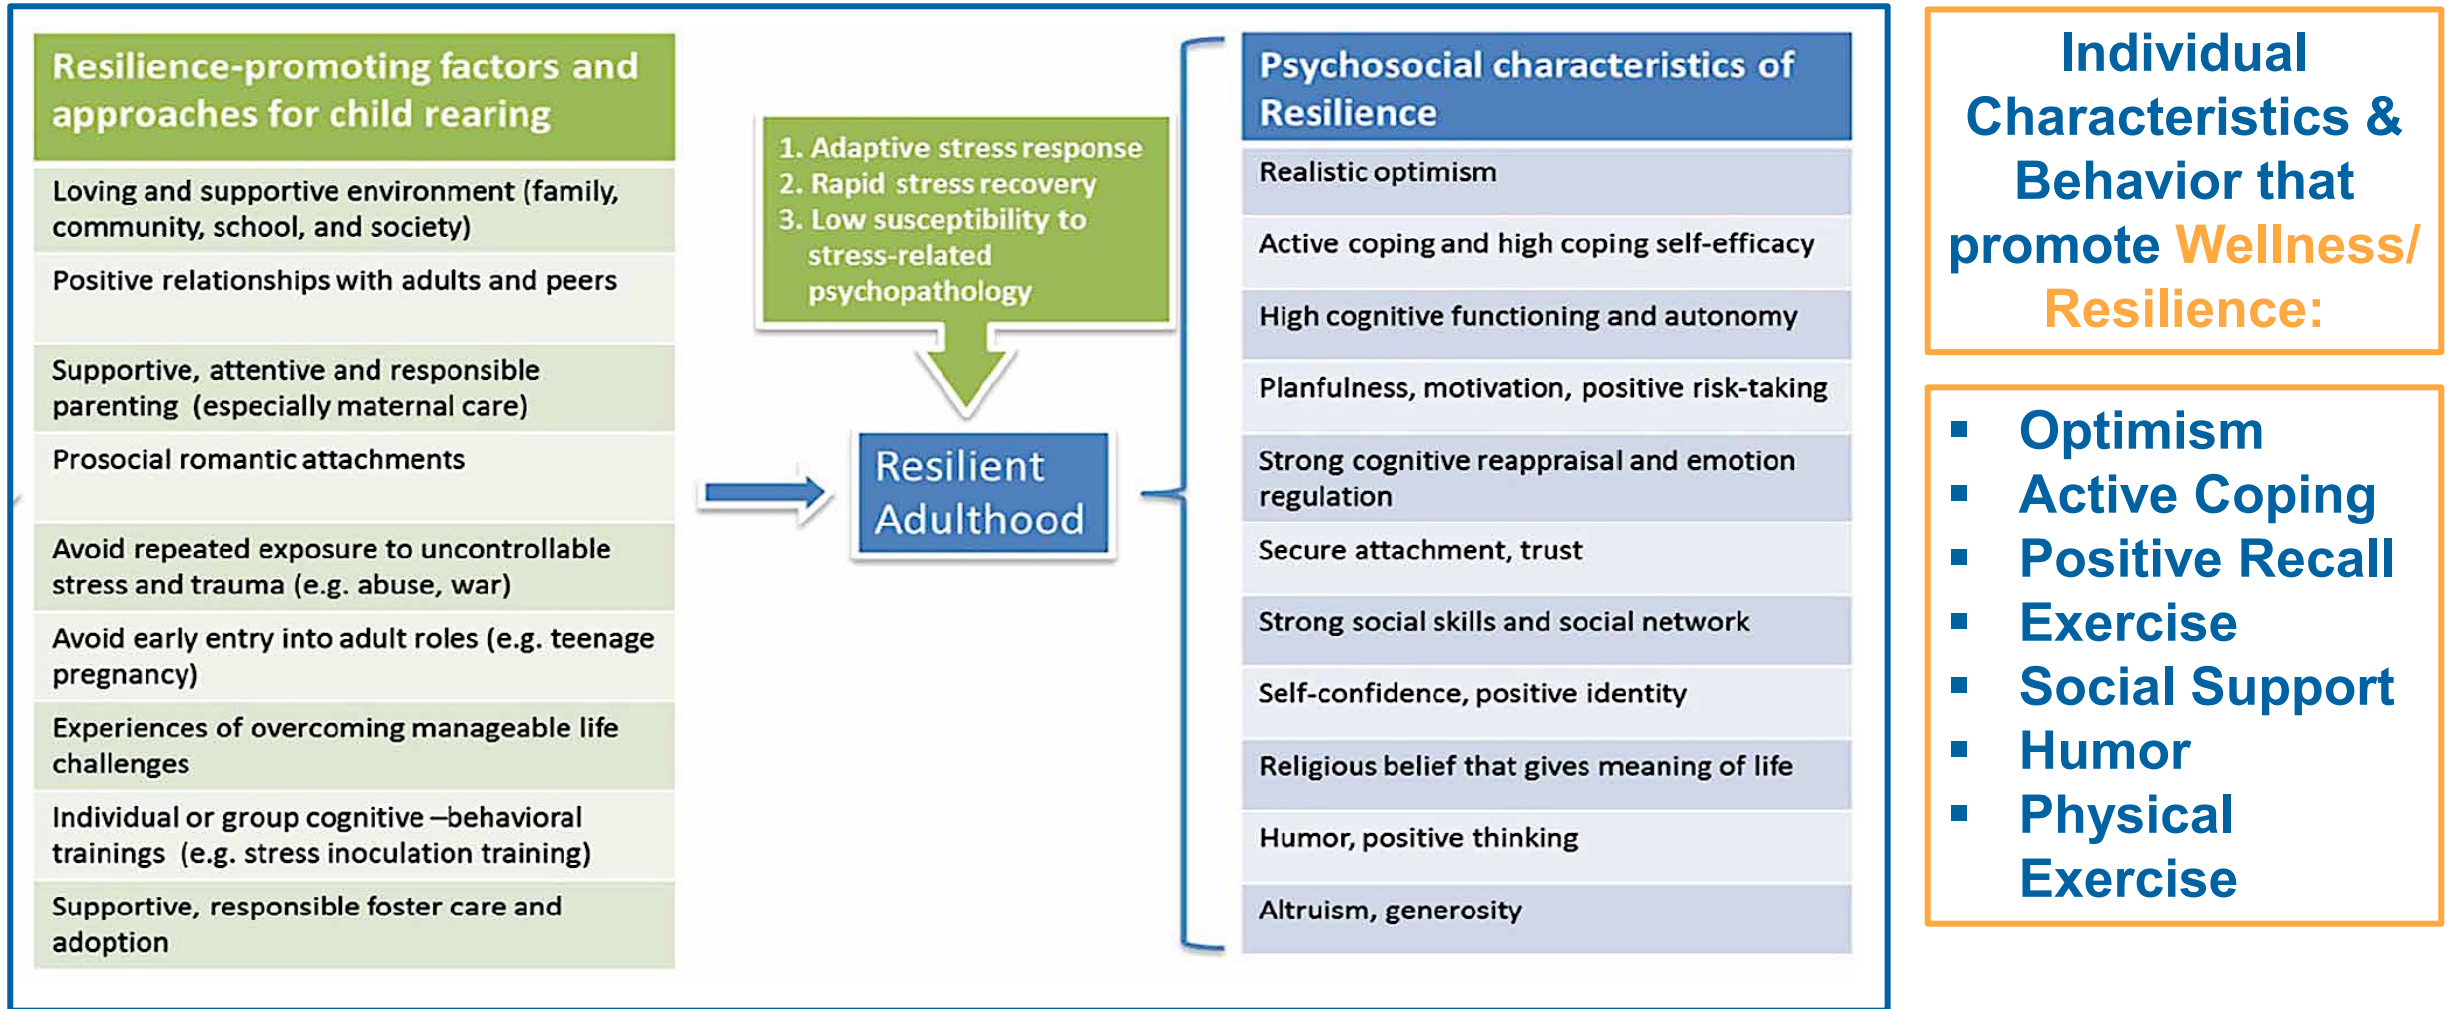 Resilience-promoting factors and
approaches for child rearing
Loving and supportive environment (family,
community, school, and society)
Positive relationships with adults and peers
Supportive, attentive and responsible
parenting (especially maternal care)
Prosocial romantic attachments
Avoid repeated exposure to uncontrollable
stress and trauma (e.g. abuse, war)
Avoid early entry into adult roles (e.g. teenage
pregnancy)
Experiences of overcoming manageable life
challenges
Individual or group cognitive –behavioral
trainings (e.g. stress inoculation training)
Supportive, responsible foster care and
adoption
1. Adaptive stress response
2. Rapid stress recovery
3. Low susceptibility to
stress-related
psychopathology
Resilient
Adulthood
Psychosocial characteristics of
Resilience
Realistic optimism
Active coping and high coping self-efficacy
High cognitive functioning and autonomy
Planfulness, motivation, positive risk-taking
Strong cognitive reappraisal and emotion
regulation
Secure attachment, trust
Strong social skills and social network
Self-confidence, positive identity
Religious belief that gives meaning of life
Humor, positive thinking
Altruism, generosity
Individual
Characteristics &
Behavior that
promote Wellness/
Resilience:
▪ Optimism
▪ Active Coping
▪ Positive Recall
▪ Exercise
▪ Social Support
▪ Humor
▪ Physical
Exercise